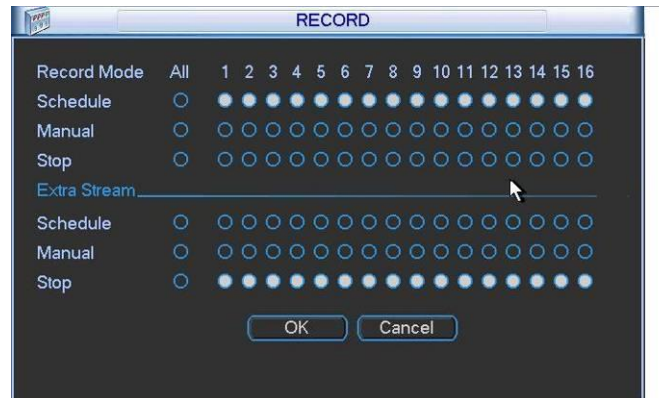 RECORD
Record Mode All 1 2 3 4 5 6 7 8 9 10 11 12 13 14 15 16
Schedule
Manual
Stop
Extra Stream
Schedule
Manual
Stop
OK Cancel